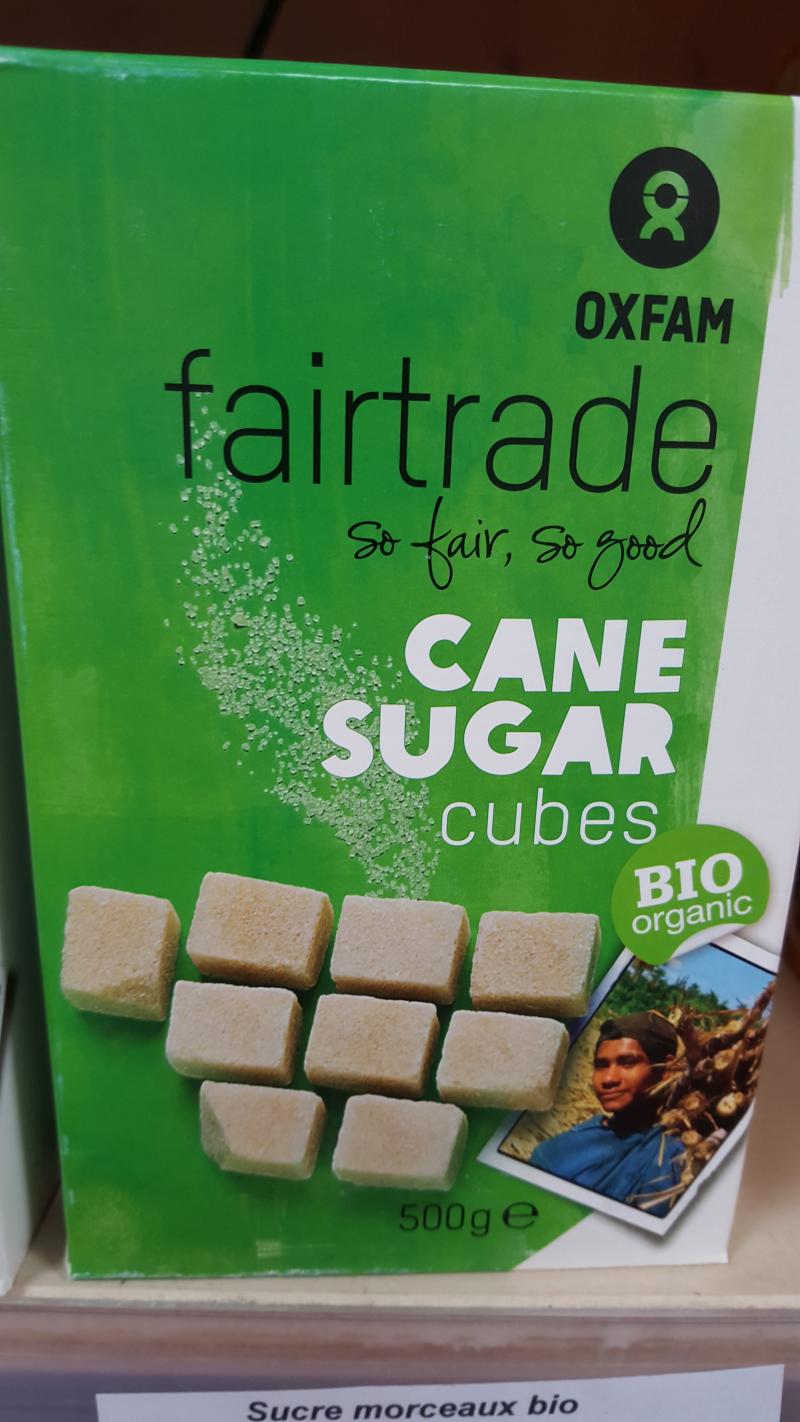 OXFAM
fairtrade
so fair, so good
CANE
SUGAR
cubes
BIO
organic
500g ℮
Sucre morceaux bio